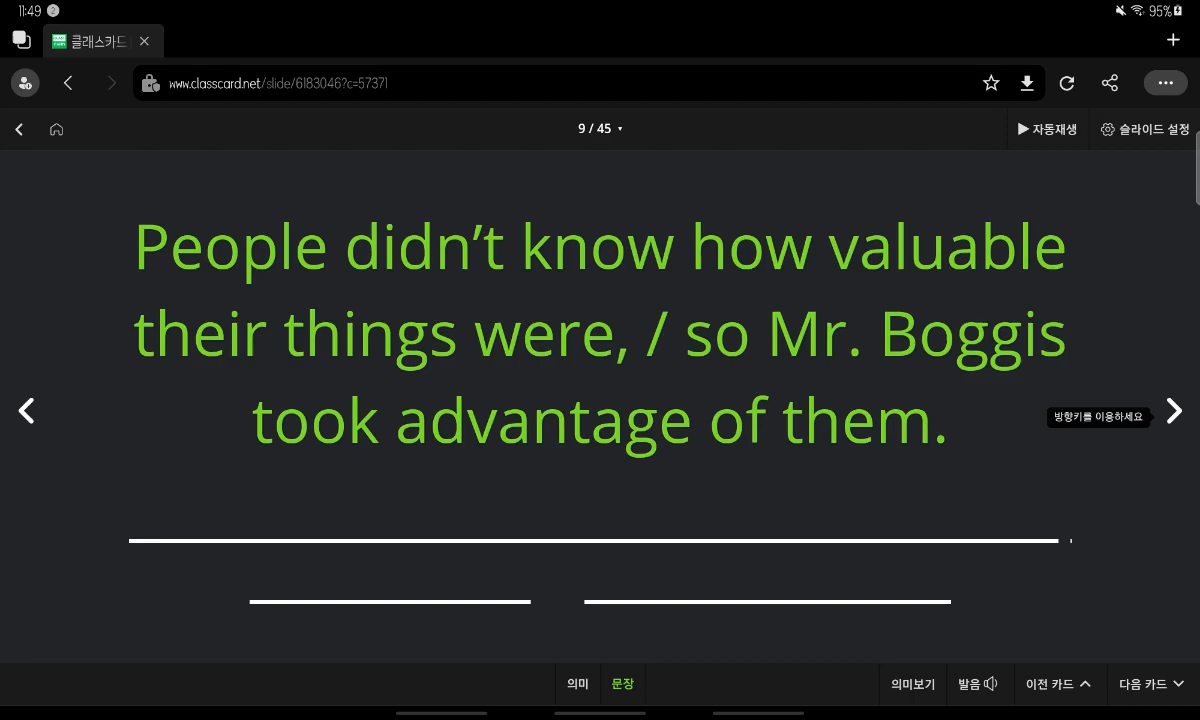 11:49 2 95%
클래스카드
www.classcard.net/slide/6183046?c=57371
9 / 45
자동재생
슬라이드 설정
People didn’t know how valuable
their things were, / so Mr. Boggis
took advantage of them.
방향키를 이용하세요
의미 문장 의미보기 발음 이전 카드 다음 카드